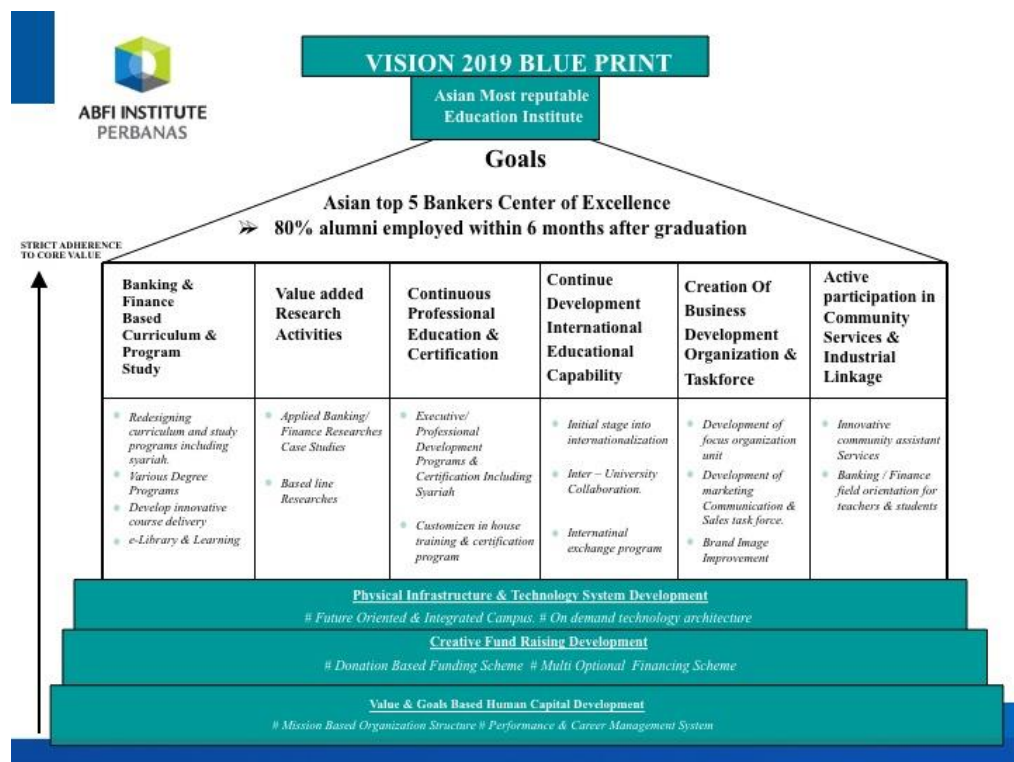 ABFI INSTITUTE
PERBANAS
VISION 2019 BLUE PRINT
Asian Most reputable
Education Institute
Goals
Asian top 5 Bankers Center of Excellence
80% alumni employed within 6 months after graduation
STRICT ADHERENCE
TO CORE VALUE
Banking &
Finance
Based
Curriculum &
Program
Study
Value added
Research
Activities
Continuous
Professional
Education &
Certification
Continue
Development
International
Educational
Capability
Creation Of
Business
Development
Organization &
Taskforce
Active
participation in
Community
Services &
Industrial
Linkage
Redesigning
curriculum and study
programs including
syariah.
Various Degree
Programs
Develop innovative
course delivery
e-Library & Learning
Applied Banking/
Finance Researches
Case Studies
Based line
Researches
Executive/
Professional
Development
Programs &
Certification Including
Syariah
Customizen in house
training & certification
program
Initial stage into
internationalization
Inter – University
Collaboration.
Internatinal
exchange program
Development of
focus organization
unit
Development of
marketing
Communication &
Sales task force.
Brand Image
Improvement
Innovative
community assistant
Services
Banking / Finance
field orientation for
teachers & students
Physical Infrastructure & Technology System Development
# Future Oriented & Integrated Campus. # On demand technology architecture
Creative Fund Raising Development
# Donation Based Funding Scheme # Multi Optional Financing Scheme
Value & Goals Based Human Capital Development
# Mission Based Organization Structure # Performance & Career Management System